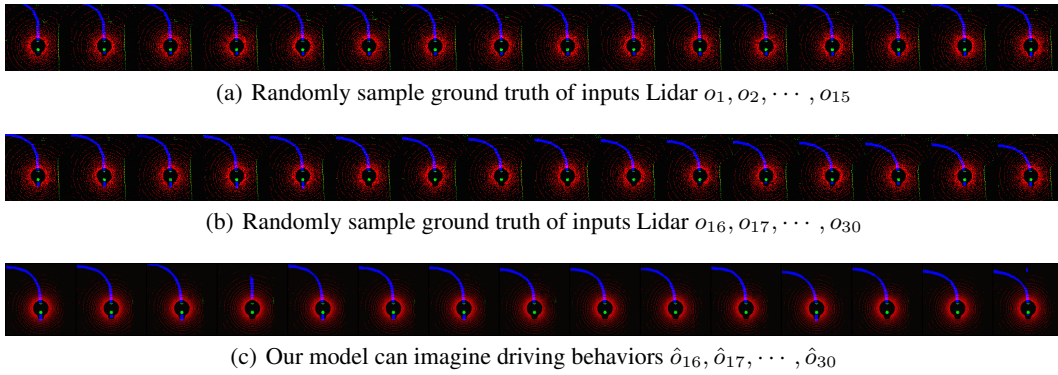 (a) Randomly sample ground truth of inputs Lidar o₁, o₂, ⋯ , o₁₅
(b) Randomly sample ground truth of inputs Lidar o₁₆, o₁₇, ⋯ , o₃₀
(c) Our model can imagine driving behaviors ô₁₆, ô₁₇, ⋯ , ô₃₀